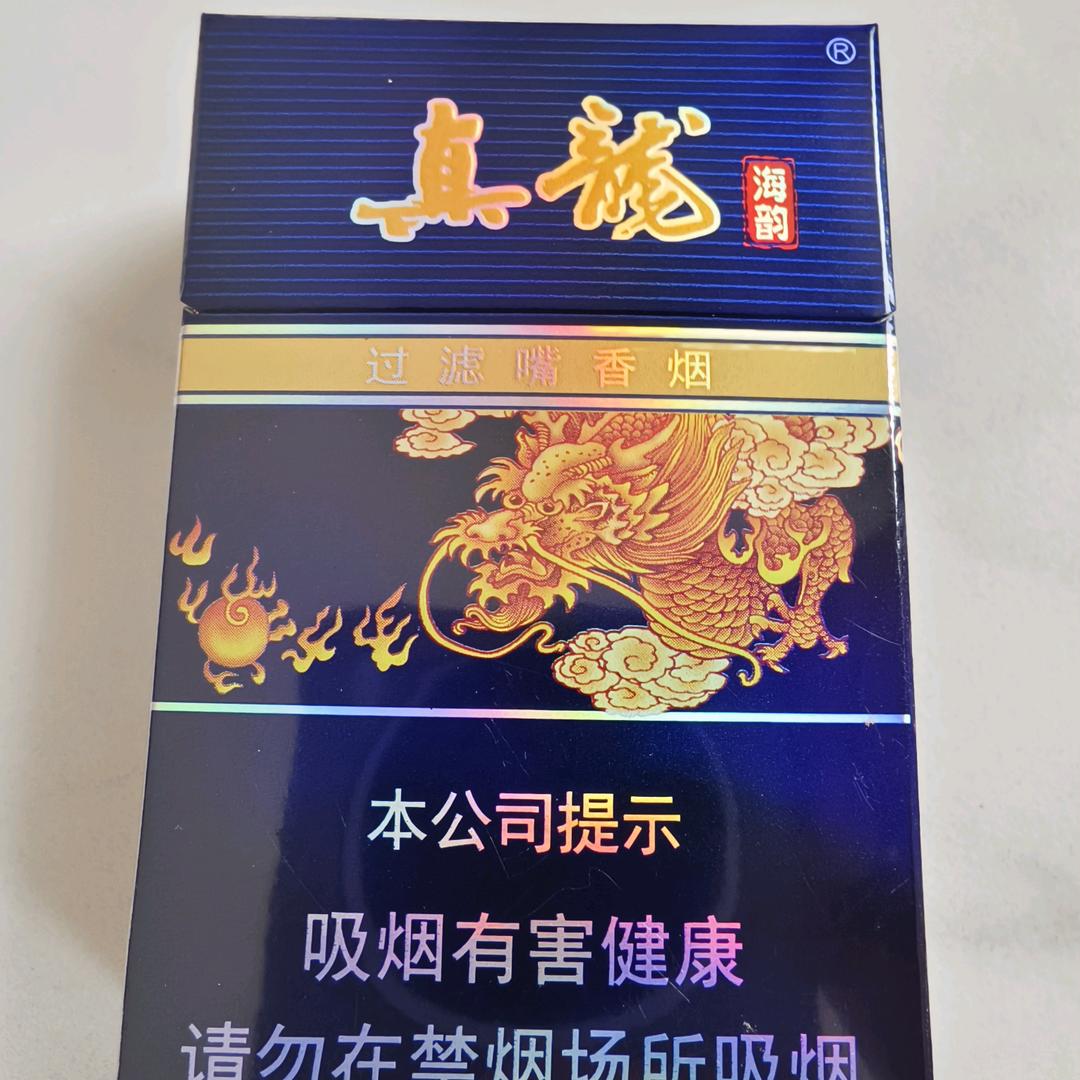 ®
真龍
海韵
过滤嘴香烟
本公司提示
吸烟有害健康
请勿在禁烟场所吸烟